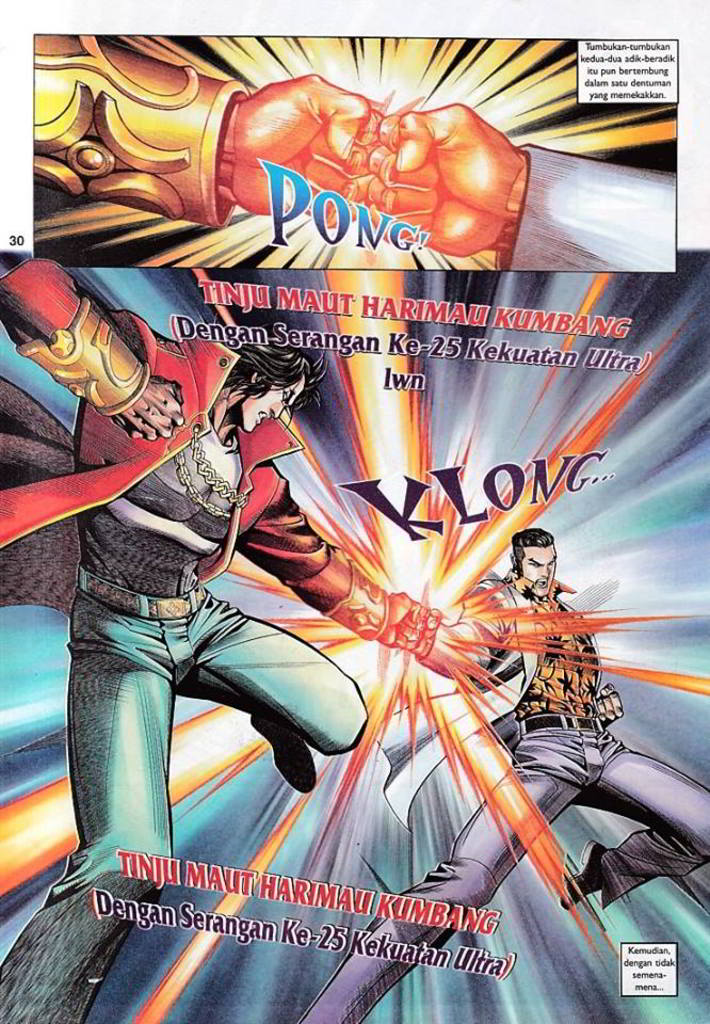 Tumbukan-tumbukan
kedua-dua adik-beradik
itu pun bertembung
dalam satu dentuman
yang memekakkan.
PONG!
30
TINJU MAUT HARIMAU KUMBANG
(Dengan Serangan Ke-25 Kekuatan Ultra)
lwn
KLONG...
TINJU MAUT HARIMAU KUMBANG
(Dengan Serangan Ke-25 Kekuatan Ultra)
Kemudian,
dengan tidak
semena-
mena...